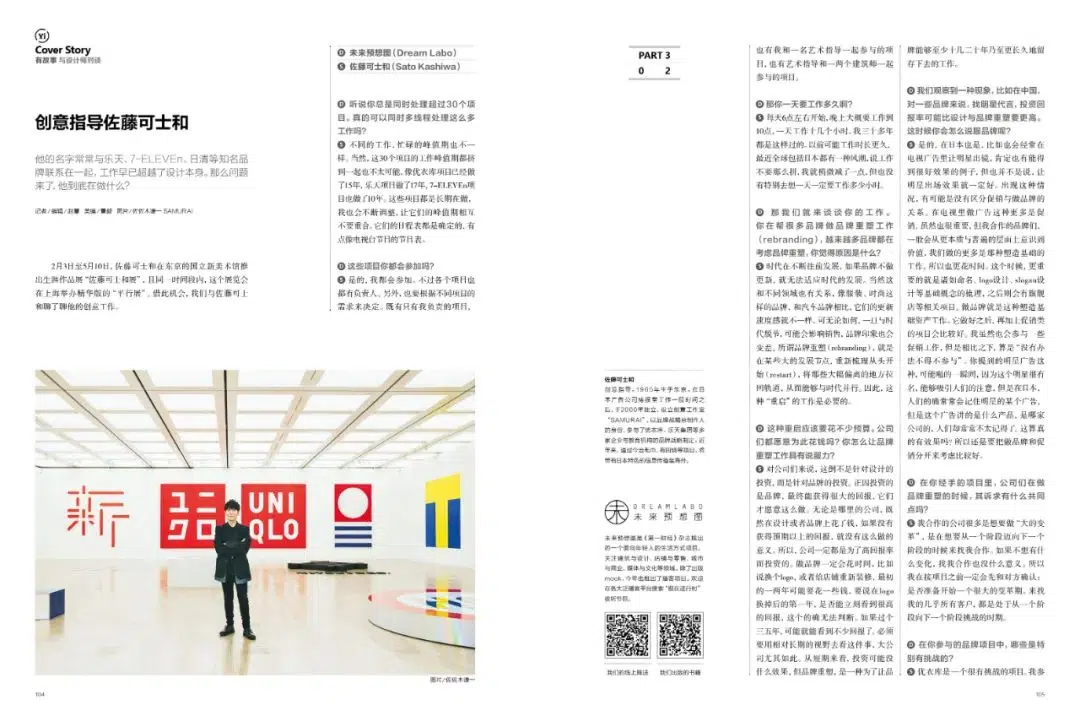 Yi
Cover Story
有故事 与设计师对谈
创意指导佐藤可士和
他的名字常常与乐天、7-ELEVEn、日清等知名品
牌联系在一起，工作早已超越了设计本身。那么问题
来了，他到底在做什么？
2月3日至5月10日，佐藤可士和在东京的国立新美术馆推
出生涯作品展“佐藤可士和展”，且同一时间段内，这个展览会
在上海举办精华版的“平行展”。借此机会，我们与佐藤可士
和聊了聊他的创意工作。
D 未来预想图（Dream Labo）
S 佐藤可士和（Sato Kashiwa）
D 听说你总是同时处理超过30个项
目。真的可以同时多线程处理这么多
工作吗？
S 不同的工作，忙碌的峰值期也不一
样。当然，这30个项目的工作峰值期都挤
到一起也不太可能。像优衣库项目已经做
了15年，乐天项目做了17年，7-ELEVEn项
目也做了10年。这些项目都是长期在做，
我也会不断调整，让它们的峰值期相互
不要重合。它们的日程表都是确定的，有
点像电视台节目的节目表。
D 这些项目你都会参加吗？
S 是的，我都会参加。不过各个项目也
都有负责人。另外，也要根据不同项目的
需求来决定。既有只有我负责的项目，
新
ユニ
クロ
UNI
QLO
图片/佐佐木谦一
104
PART 3
0 2
佐藤可士和
创意指导，1965年生于东京。在日
本广告公司博报堂工作一段时间之
后，于2000年独立，成立创意工作室
“SAMURAI”。以品牌战略总制作人
的身份，参与了优衣库、乐天集团等多
家企业与教育机构的品牌战略制定。近
DREAMLABO
未来预想图
未来预想图是《第一财经》杂志推出
的一个面向年轻人的生活方式项目，
关注建筑与设计、店铺与零售、城市
与商业、媒体与文化等领域。除了出版
mook，今年也推出了播客项目。欢迎
我们的线上频道
我们出版的书籍
也有我和一名艺术指导一起参与的项
目，也有艺术指导和一两个建筑师一起
参与的项目。
D 那你一天要工作多久啊？
S 每天6点左右开始，晚上大概要工作到
10点，一天工作十几个小时。我三十多年
都是这样过的。以前可能工作时长更久，
最近全球包括日本都有一种风潮，说工作
不要那么拼，我就稍微减了一点，但也没
有特别去想一天一定要工作多少小时。
D 那我们就来谈谈你的工作。
你在帮很多品牌做品牌重塑工作
（rebranding），越来越多品牌都在
考虑品牌重塑，你觉得原因是什么？
S 时代在不断往前发展，如果品牌不做
更新，就无法适应时代的发展。当然这
和不同领域也有关系，像服装、时尚这
样的品牌，和汽车品牌相比，它们的更新
速度感就不一样。可无论如何，一旦与时
代脱节，可能会影响销售，品牌印象也会
变差。所谓品牌重塑（rebranding），就是
在某些大的发展节点，重新梳理从头开
始（restart），将那些大幅偏离的地方拉
回轨道，从而能够与时代并行。因此，这
种“重启”的工作是必要的。
D 这种重启应该要花不少预算。公司
们都愿意为此花钱吗？你怎么让品牌
重塑工作具有说服力？
S 对公司们来说，这倒不是针对设计的
投资，而是针对品牌的投资。正因投资的
是品牌，最终能获得很大的回报，它们
才愿意这么做。无论是哪里的公司，既
然在设计或者品牌上花了钱，如果没有
获得预期以上的回报，就没有这么做的
意义。所以，公司一定都是为了高回报率
而投资的。做品牌一定会花时间，比如
说换个logo，或者给店铺重新装修，最初
的一两年可能要花一些钱。要说在logo
换掉后的第一年，是否能立刻看到很高
的回报，这个的确无法判断。如果过个
三五年，可能就能看到不少回报了。必须
要用相对长期的视野去看这件事，大公
司尤其如此。从短期来看，投资可能没
什么效果，但品牌重塑，是一种为了让品
牌能够至少十几二十年乃至更长久地留
存下去的工作。
D 我们观察到一种现象，比如在中国，
对一些品牌来说，找明星代言，投资回
报率可能比设计与品牌重塑要更高。
这时候你会怎么说服品牌呢？
S 是的，在日本也是，比如也会经常在
电视广告里让明星出镜，肯定也有能得
到很好效果的例子，但也并不是说，让
明星出场效果就一定好。出现这种情
况，有可能是没有区分促销与做品牌的
关系。在电视里做广告这种更多是促
销，虽然也很重要，但我合作的品牌们，
一般会从更本质与普遍的层面上意识到
价值，我们做的更多是那种塑造基础的
工作，所以也更花时间。这个时候，更重
要的就是诸如命名、logo设计、slogan设
计等基础概念的梳理，之后则会有旗舰
店等相关项目。做品牌就是这种塑造基
础资产工作。它做好之后，再加上促销类
的项目会比较好。我虽然也会参与一些
促销工作，但是相比之下，算是“没有办
法不得不参与”。你提到的明星广告这
种，可能嗵的一瞬间，因为这个明星很有
名，能够吸引人们的注意，但是在日本，
人们的确常常会记住明星的某个广告，
但是这个广告讲的是什么产品，是哪家
公司的，人们却常常不太记得了。这算真
的有效果吗？所以还是要把做品牌和促
销分开来考虑比较好。
D 在你经手的项目里，公司们在做
品牌重塑的时候，其诉求有什么共同
点吗？
S 我合作的公司很多是想要做“大的变
革”，是在想要从一个阶段迈向下一个
阶段的时候来找我合作。如果不想有什
么变化，找我合作也没什么意义。所以
我在接项目之前一定会先和对方确认：
是否准备开始一个很大的变革期。来找
我的几乎所有客户，都是处于从一个阶
段向下一个阶段挑战的时期。
D 在你参与的品牌项目中，哪些是特
别有挑战的？
S 优衣库是一个很有挑战的项目。我参
105